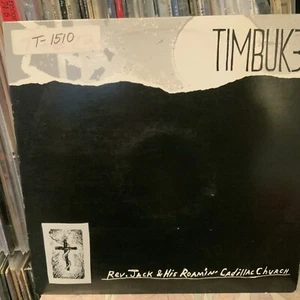 T-1510
TIMBUK3
Rev. Jack & His Roamin' Cadillac Church